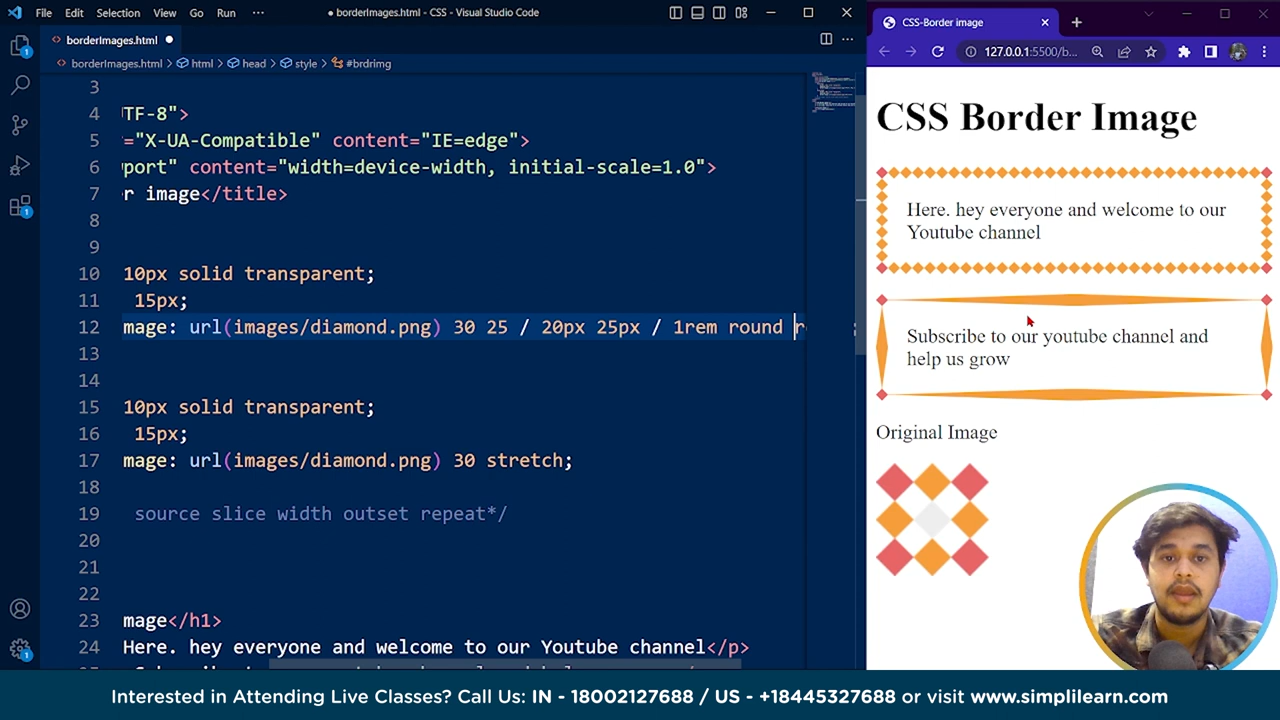 File Edit Selection View Go Run ··· ● borderImages.html - CSS - Visual Studio Code
<> borderImages.html ●
<> borderImages.html > html > head > style > #brdrimg
3
4 TF-8">
5 ="X-UA-Compatible" content="IE=edge">
6 port" content="width=device-width, initial-scale=1.0">
7 r image</title>
8
9
10 10px solid transparent;
11 15px;
12 mage: url(images/diamond.png) 30 25 / 20px 25px / 1rem round
13
14
15 10px solid transparent;
16 15px;
17 mage: url(images/diamond.png) 30 stretch;
18
19 source slice width outset repeat*/
20
21
22
23 mage</h1>
24 Here. hey everyone and welcome to our Youtube channel</p>
1
1
1
CSS-Border image
127.0.0.1:5500/b...
CSS Border Image
Here. hey everyone and welcome to our
Youtube channel
Subscribe to our youtube channel and
help us grow
Original Image
Interested in Attending Live Classes? Call Us: IN - 18002127688 / US - +18445327688 or visit www.simplilearn.com